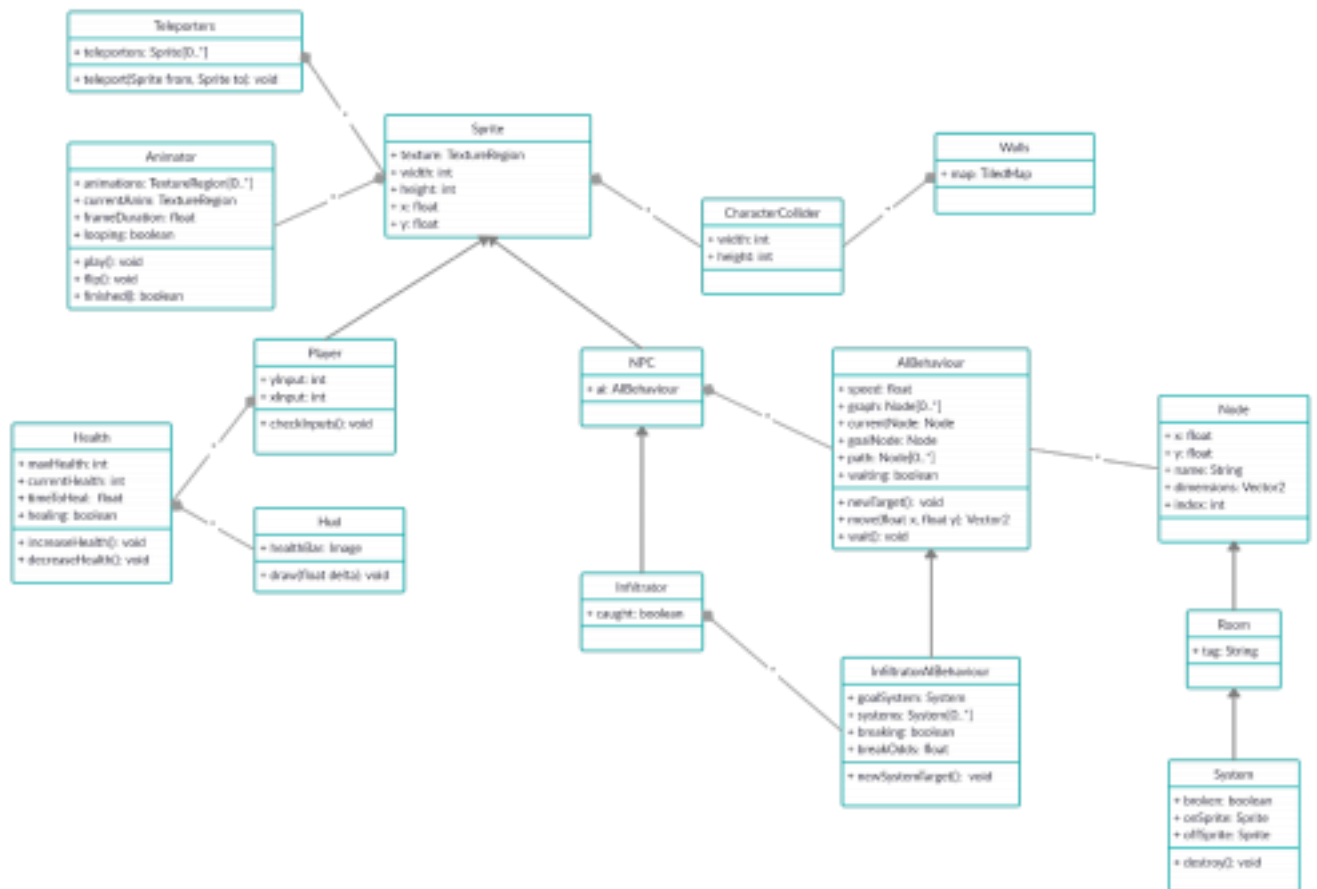 Teleporters
+ teleporters: Sprite[0..*]
+ teleport(Sprite from, Sprite to): void
Sprite
+ texture: TextureRegion
+ width: int
+ height: int
+ x: float
+ y: float
Walls
+ map: TiledMap
Animator
+ animations: TextureRegion[0..*]
+ currentAnim: TextureRegion
+ frameDuration: float
+ looping: boolean
+ play(): void
+ flip(): void
+ finished(): boolean
CharacterCollider
+ width: int
+ height: int
Player
+ yInput: int
+ xInput: int
+ checkInputs(): void
NPC
+ ai: AIBehaviour
AIBehaviour
+ speed: float
+ graph: Node[0..*]
+ currentNode: Node
+ goalNode: Node
+ path: Node[0..*]
+ waiting: boolean
+ newTarget(): void
+ move(float x, float y): Vector2
+ wait(): void
Node
+ x: float
+ y: float
+ name: String
+ dimensions: Vector2
+ index: int
Health
+ maxHealth: int
+ currentHealth: int
+ timeToHeal: float
+ healing: boolean
+ increaseHealth(): void
+ decreaseHealth(): void
Hud
+ healthBar: Image
+ draw(float delta): void
Infiltrator
+ caught: boolean
Room
+ tag: String
InfiltratorAIBehaviour
+ goalSystem: System
+ systems: System[0..*]
+ breaking: boolean
+ breakOdds: float
+ newSystemTarget(): void
System
+ broken: boolean
+ onSprite: Sprite
+ offSprite: Sprite
+ destroy(): void